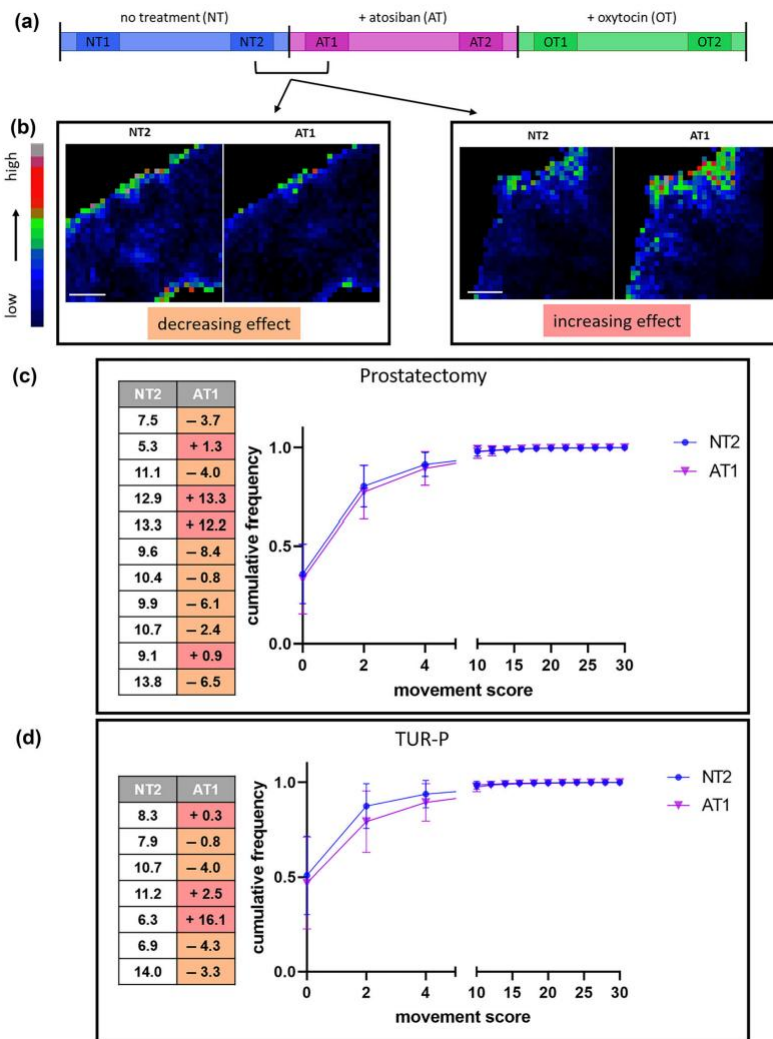 (a)
no treatment (NT) + atosiban (AT) + oxytocin (OT)
NT1 NT2 AT1 AT2 OT1 OT2
(b)
high
low
NT2 AT1
decreasing effect
NT2 AT1
increasing effect
(c)
Prostatectomy
NT2 AT1
7.5 – 3.7
5.3 + 1.3
11.1 – 4.0
12.9 + 13.3
13.3 + 12.2
9.6 – 8.4
10.4 – 0.8
9.9 – 6.1
10.7 – 2.4
9.1 + 0.9
13.8 – 6.5
cumulative frequency
1.0
0.5
0.0
0 2 4 10 15 20 25 30
movement score
NT2
AT1
(d)
TUR-P
NT2 AT1
8.3 + 0.3
7.9 – 0.8
10.7 – 4.0
11.2 + 2.5
6.3 + 16.1
6.9 – 4.3
14.0 – 3.3
cumulative frequency
1.0
0.5
0.0
0 2 4 10 15 20 25 30
movement score
NT2
AT1